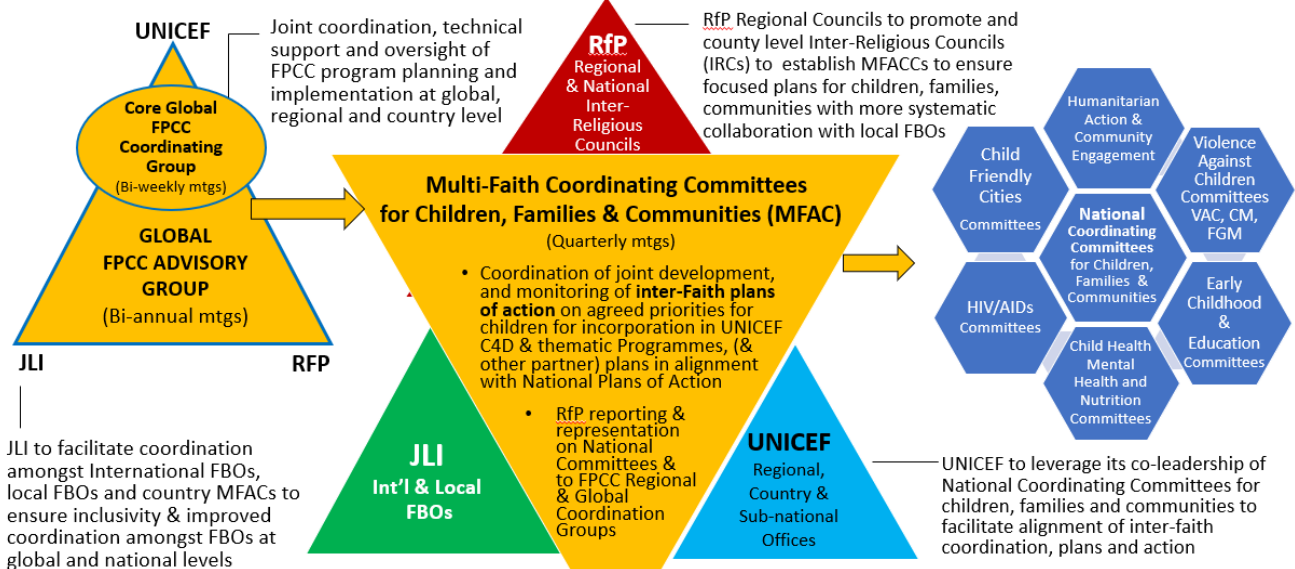 UNICEF
Core Global
FPCC
Coordinating
Group
(Bi-weekly mtgs)
GLOBAL
FPCC ADVISORY
GROUP
(Bi-annual mtgs)
JLI
RFP
Joint coordination, technical
support and oversight of
FPCC program planning and
implementation at global,
regional and country level
JLI to facilitate coordination
amongst International FBOs,
local FBOs and country MFACs to
ensure inclusivity & improved
coordination amongst FBOs at
global and national levels
RfP
Regional
& National
Inter-
Religious
Councils
RfP Regional Councils to promote and
county level Inter-Religious Councils
(IRCs) to establish MFACCs to ensure
focused plans for children, families,
communities with more systematic
collaboration with local FBOs
Multi-Faith Coordinating Committees
for Children, Families & Communities (MFAC)
(Quarterly mtgs)
• Coordination of joint development,
and monitoring of inter-Faith plans
of action on agreed priorities for
children for incorporation in UNICEF
C4D & thematic Programmes, (&
other partner) plans in alignment
with National Plans of Action
• RfP reporting &
representation
on National
Committees &
to FPCC Regional
& Global
Coordination
Groups
JLI
Int'l & Local
FBOs
UNICEF
Regional,
Country &
Sub-national
Offices
UNICEF to leverage its co-leadership of
National Coordinating Committees for
children, families and communities to
facilitate alignment of inter-faith
coordination, plans and action
Humanitarian
Action &
Community
Engagement
Child
Friendly
Cities
Committees
Violence
Against
Children
Committees
VAC, CM,
FGM
National
Coordinating
Committees
for Children,
Families &
Communities
HIV/AIDs
Committees
Early
Childhood
&
Education
Committees
Child Health
Mental
Health and
Nutrition
Committees